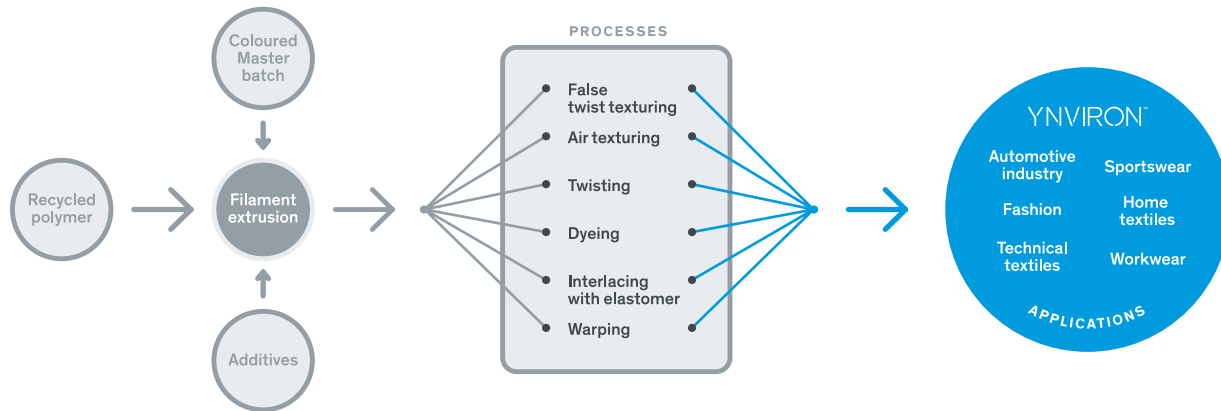 Recycled
polymer
Coloured
Master
batch
Filament
extrusion
Additives
PROCESSES
False
twist texturing
Air texturing
Twisting
Dyeing
Interlacing
with elastomer
Warping
YNVIRON™
Automotive
industry
Sportswear
Fashion
Home
textiles
Technical
textiles
Workwear
APPLICATIONS